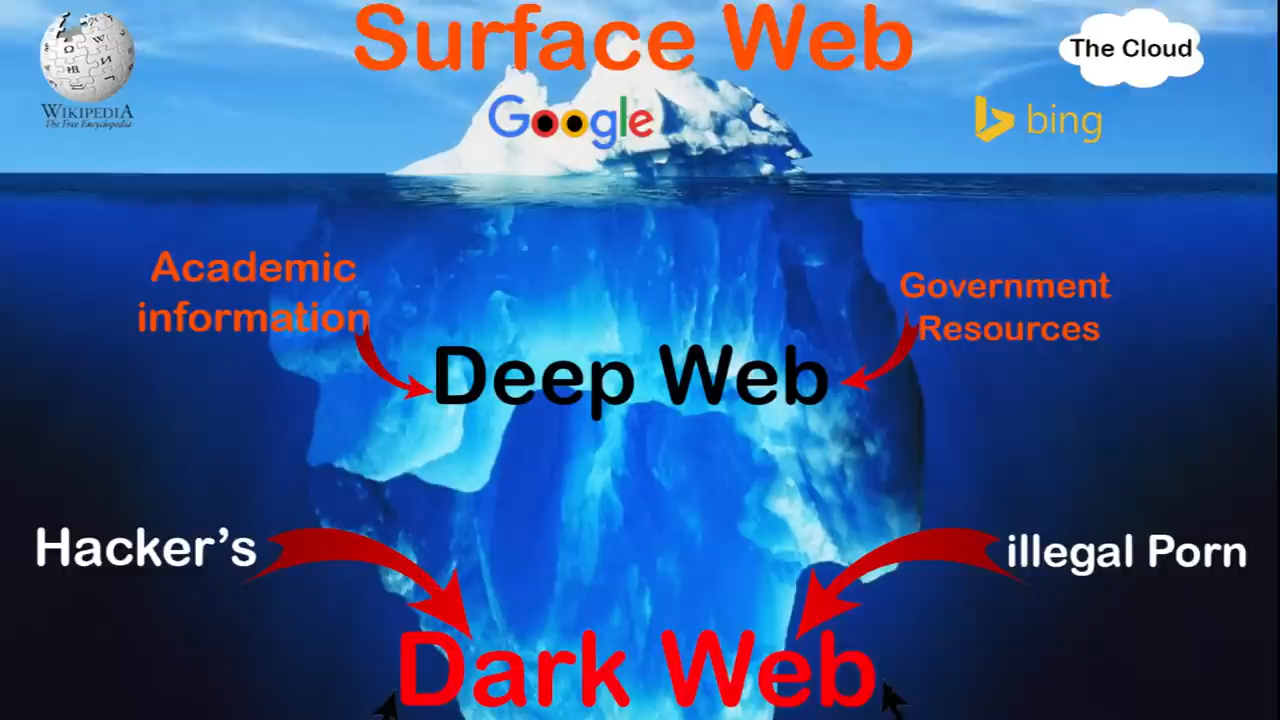 Surface Web
WIKIPEDIA
The Free Encyclopedia
Google
The Cloud
bing
Academic
information
Government
Resources
Deep Web
Hacker's
illegal Porn
Dark Web